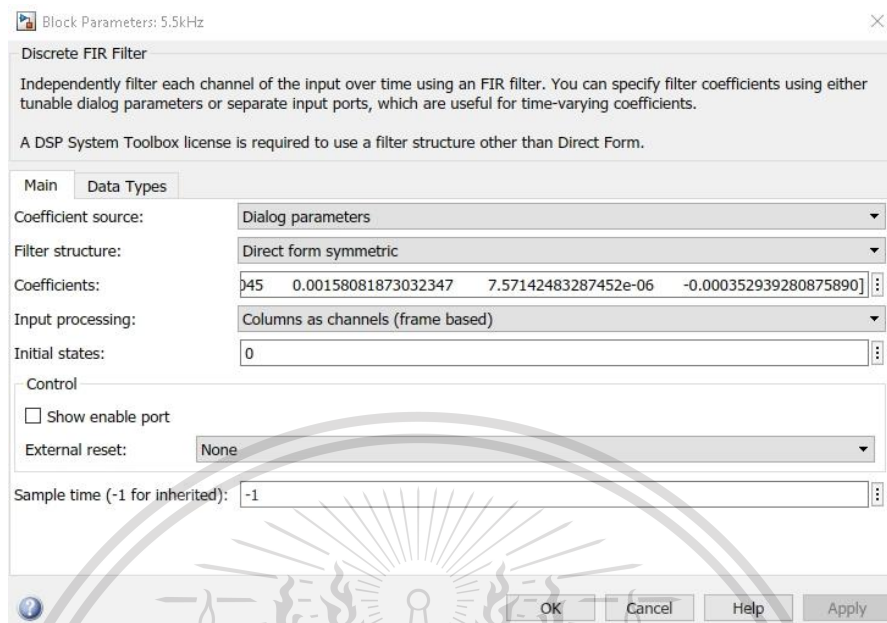 Block Parameters: 5.5kHz
Discrete FIR Filter
Independently filter each channel of the input over time using an FIR filter. You can specify filter coefficients using either
tunable dialog parameters or separate input ports, which are useful for time-varying coefficients.
A DSP System Toolbox license is required to use a filter structure other than Direct Form.
Main Data Types
Coefficient source: Dialog parameters
Filter structure: Direct form symmetric
Coefficients: 045 0.00158081873032347 7.57142483287452e-06 -0.000352939280875890]
Input processing: Columns as channels (frame based)
Initial states: 0
Control
Show enable port
External reset: None
Sample time (-1 for inherited): -1
OK Cancel Help Apply